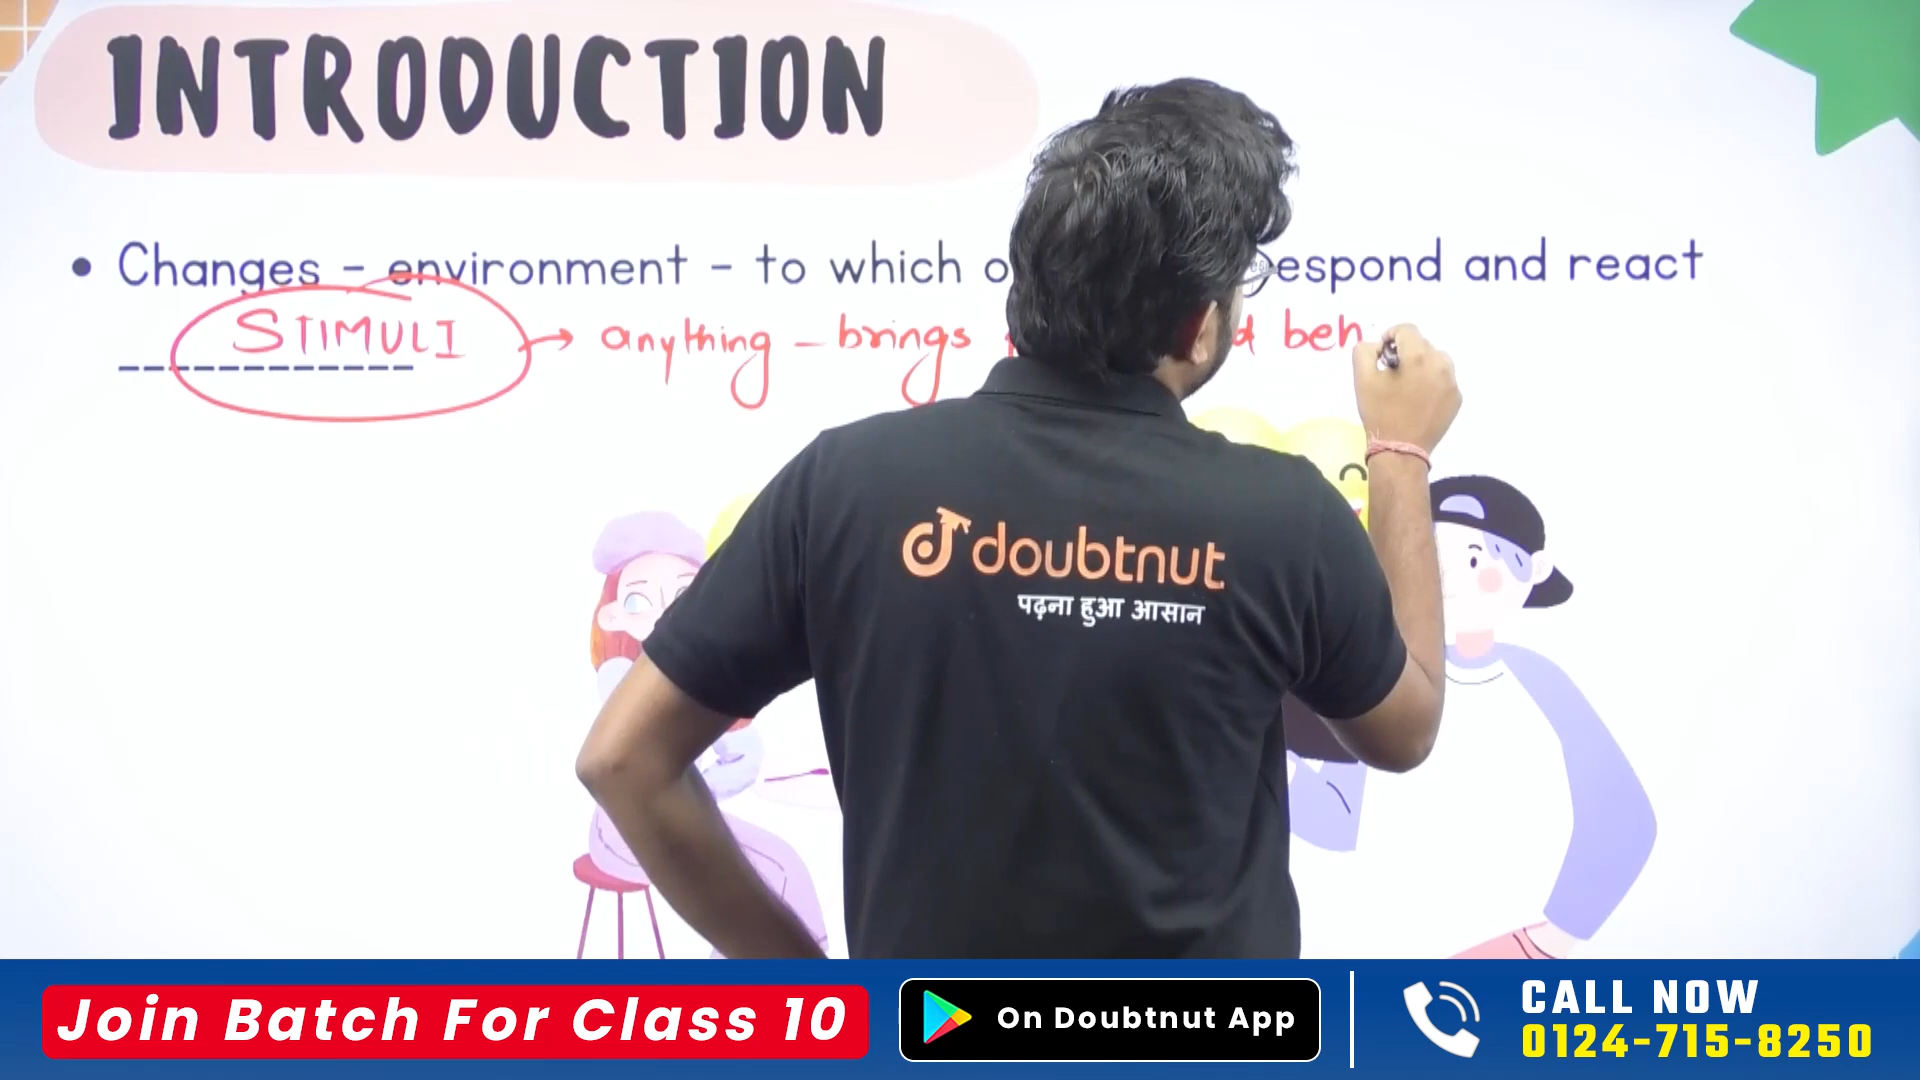 INTRODUCTION
• Changes - environment - to which o espond and react
STIMULI → anything - brings d beh
doubtnut
पढ़ना हुआ आसान
Join Batch For Class 10
On Doubtnut App
CALL NOW
0124-715-8250